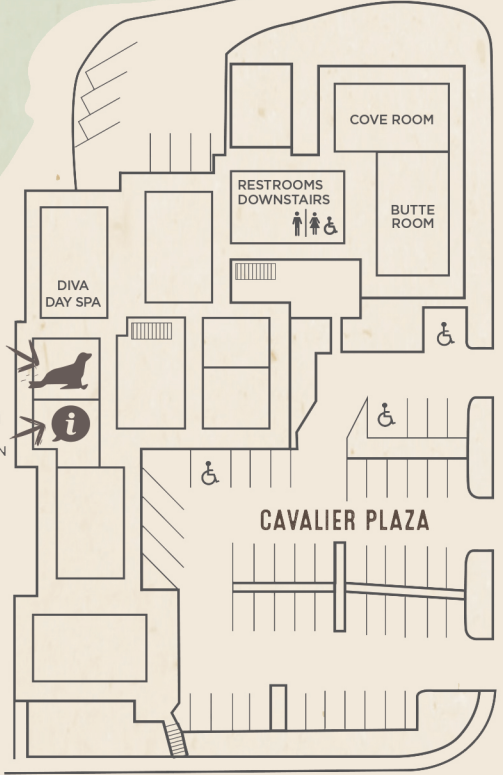 COVE ROOM
RESTROOMS
DOWNSTAIRS
BUTTE
ROOM
DIVA
DAY SPA
i
CAVALIER PLAZA